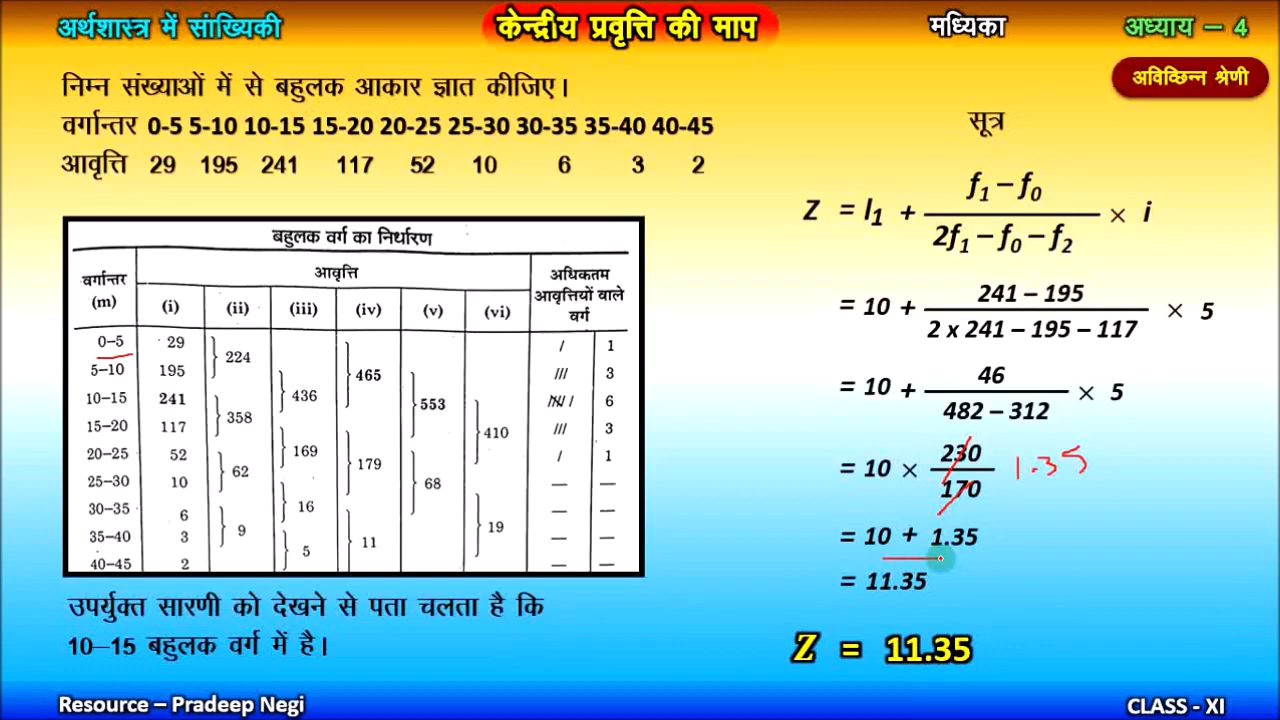 अर्थशास्त्र में सांख्यिकी
केन्द्रीय प्रवृत्ति की माप
मध्यिका
अध्याय – 4
अविच्छिन्न श्रेणी
निम्न संख्याओं में से बहुलक आकार ज्ञात कीजिए।
वर्गान्तर 0-5 5-10 10-15 15-20 20-25 25-30 30-35 35-40 40-45
आवृत्ति 29 195 241 117 52 10 6 3 2
बहुलक वर्ग का निर्धारण
वर्गान्तर (m) आवृत्ति अधिकतम आवृत्तियों वाले वर्ग
(i) (ii) (iii) (iv) (v) (vi)
0–5 29 / 1
224
5–10 195 465 /// 3
436
10–15 241 553 //// / 6
358
15–20 117 410 /// 3
169
20–25 52 179 / 1
62
25–30 10 68 — —
16
30–35 6 — —
9 19
35–40 3 11 — —
5
40–45 2 — —
उपर्युक्त सारणी को देखने से पता चलता है कि
10–15 बहुलक वर्ग में है।
सूत्र
Z = l₁ + (f₁ – f₀) / (2f₁ – f₀ – f₂) × i
= 10 + (241 – 195) / (2 x 241 – 195 – 117) × 5
= 10 + 46 / (482 – 312) × 5
= 10 × 230 / 170 1.35
= 10 + 1.35
= 11.35
Z = 11.35
Resource – Pradeep Negi
CLASS - XI